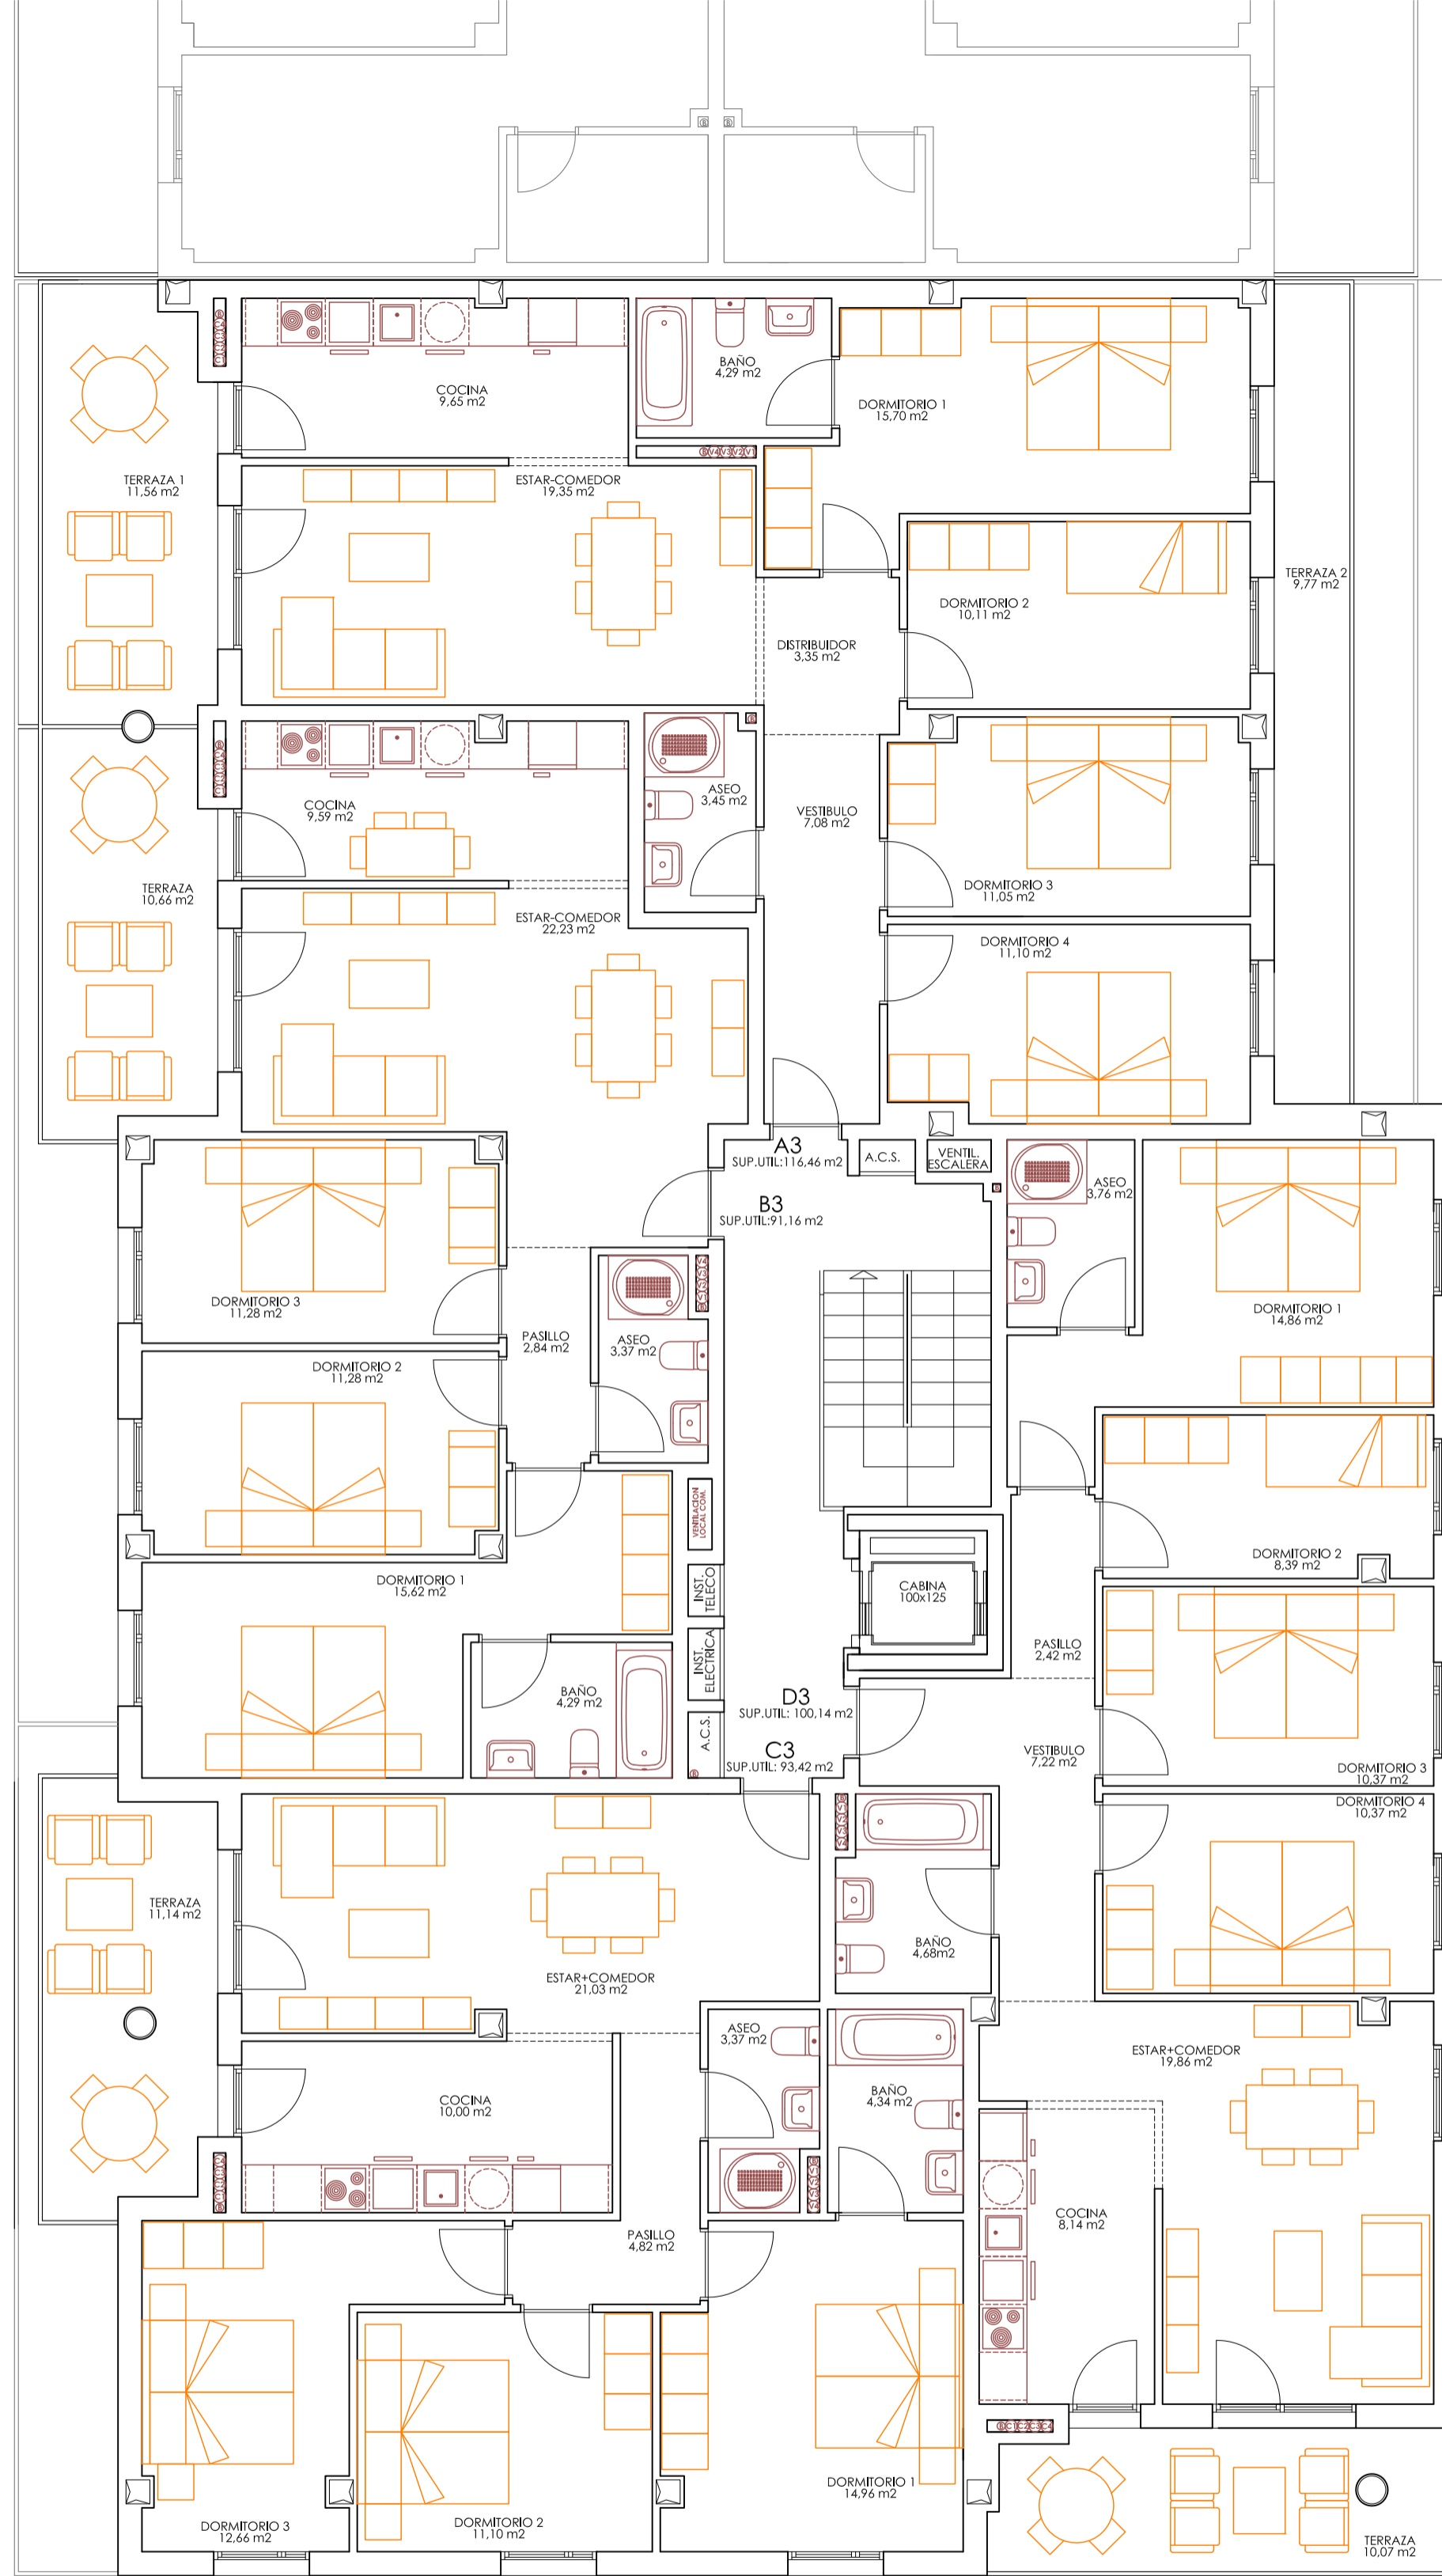 BAÑO
4,29 m2
COCINA
9,65 m2
DORMITORIO 1
15,70 m2
TERRAZA 1
11,56 m2
ESTAR-COMEDOR
19,35 m2
TERRAZA 2
9,77 m2
DORMITORIO 2
10,11 m2
DISTRIBUIDOR
3,35 m2
COCINA
9,59 m2
ASEO
3,45 m2
VESTIBULO
7,08 m2
TERRAZA
10,66 m2
DORMITORIO 3
11,05 m2
ESTAR-COMEDOR
22,23 m2
DORMITORIO 4
11,10 m2
A3
SUP.UTIL:116,46 m2
A.C.S.
VENTIL.
ESCALERA
B3
SUP.UTIL:91,16 m2
ASEO
3,76 m2
DORMITORIO 3
11,28 m2
DORMITORIO 1
14,86 m2
PASILLO
2,84 m2
ASEO
3,37 m2
DORMITORIO 2
11,28 m2
VENTILACION
LOCAL COM.
DORMITORIO 2
8,39 m2
DORMITORIO 1
15,62 m2
INST.
TELECO
CABINA
100x125
PASILLO
2,42 m2
INST.
ELECTRICA
BAÑO
4,29 m2
D3
SUP.UTIL: 100,14 m2
A.C.S.
C3
SUP.UTIL: 93,42 m2
VESTIBULO
7,22 m2
DORMITORIO 3
10,37 m2
DORMITORIO 4
10,37 m2
TERRAZA
11,14 m2
BAÑO
4,68m2
ESTAR+COMEDOR
21,03 m2
ASEO
3,37 m2
ESTAR+COMEDOR
19,86 m2
COCINA
10,00 m2
BAÑO
4,34 m2
COCINA
8,14 m2
PASILLO
4,82 m2
DORMITORIO 1
14,96 m2
DORMITORIO 2
11,10 m2
DORMITORIO 3
12,66 m2
TERRAZA
10,07 m2